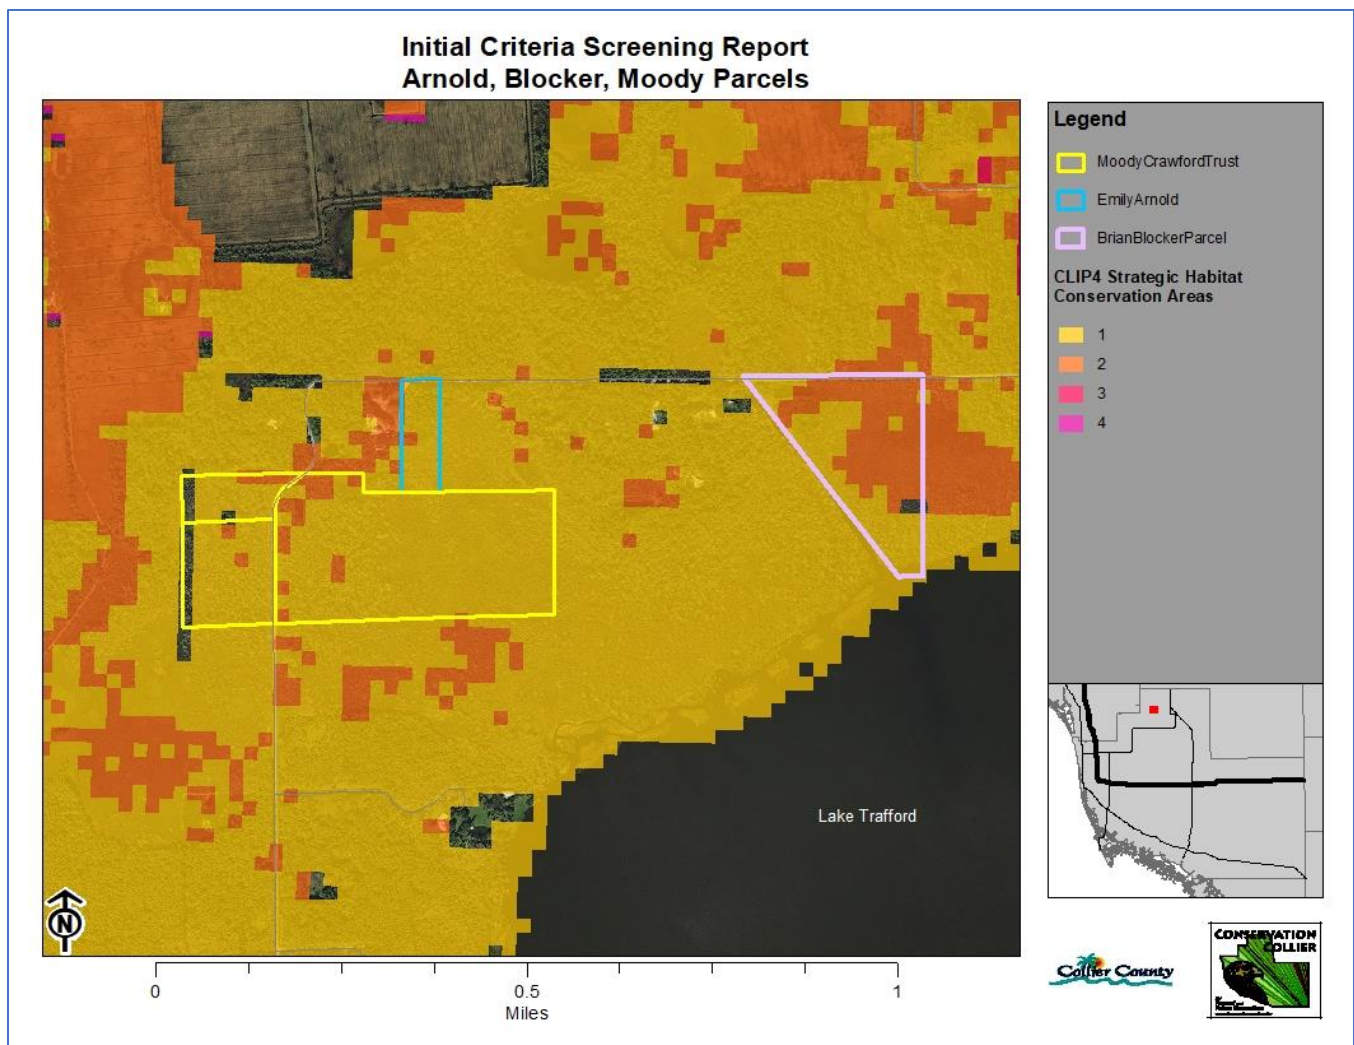 Initial Criteria Screening Report
Arnold, Blocker, Moody Parcels
Legend
MoodyCrawfordTrust
EmilyArnold
BrianBlockerParcel
CLIP4 Strategic Habitat
Conservation Areas
1
2
3
4
Lake Trafford
N
0 0.5 1
Miles
Collier County
CONSERVATION
COLLIER